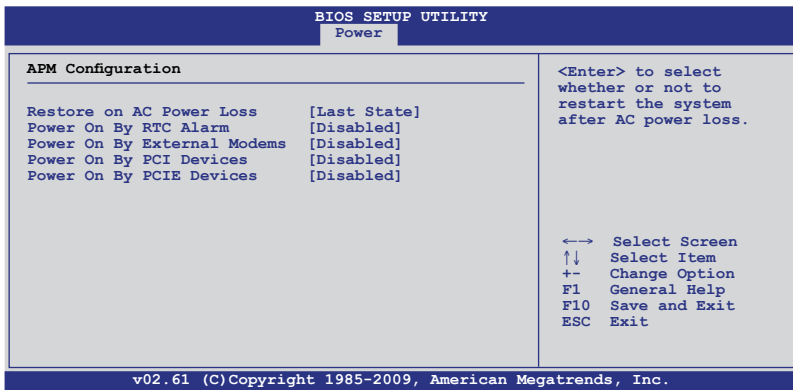 BIOS SETUP UTILITY
Power
APM Configuration
Restore on AC Power Loss [Last State]
Power On By RTC Alarm [Disabled]
Power On By External Modems [Disabled]
Power On By PCI Devices [Disabled]
Power On By PCIE Devices [Disabled]
<Enter> to select
whether or not to
restart the system
after AC power loss.
←→ Select Screen
↑↓ Select Item
+- Change Option
F1 General Help
F10 Save and Exit
ESC Exit
v02.61 (C)Copyright 1985-2009, American Megatrends, Inc.